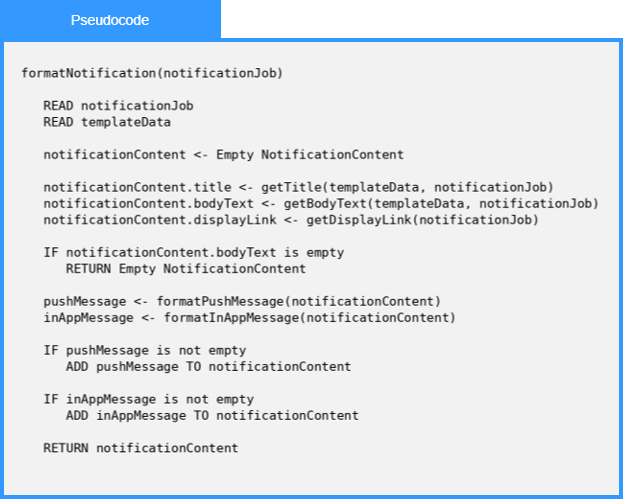 Pseudocode
formatNotification(notificationJob)
READ notificationJob
READ templateData
notificationContent <- Empty NotificationContent
notificationContent.title <- getTitle(templateData, notificationJob)
notificationContent.bodyText <- getBodyText(templateData, notificationJob)
notificationContent.displayLink <- getDisplayLink(notificationJob)
IF notificationContent.bodyText is empty
RETURN Empty NotificationContent
pushMessage <- formatPushMessage(notificationContent)
inAppMessage <- formatInAppMessage(notificationContent)
IF pushMessage is not empty
ADD pushMessage TO notificationContent
IF inAppMessage is not empty
ADD inAppMessage TO notificationContent
RETURN notificationContent